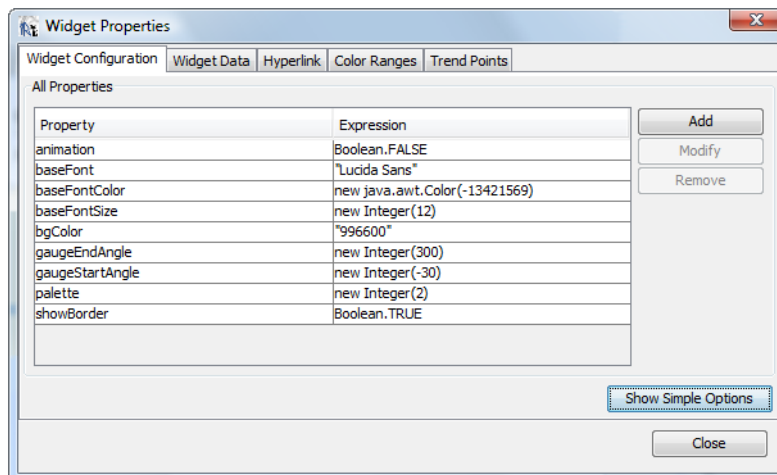 Widget Properties
Widget Configuration Widget Data Hyperlink Color Ranges Trend Points
All Properties
Property Expression
animation Boolean.FALSE
baseFont "Lucida Sans"
baseFontColor new java.awt.Color(-13421569)
baseFontSize new Integer(12)
bgColor "996600"
gaugeEndAngle new Integer(300)
gaugeStartAngle new Integer(-30)
palette new Integer(2)
showBorder Boolean.TRUE
Add
Modify
Remove
Show Simple Options
Close